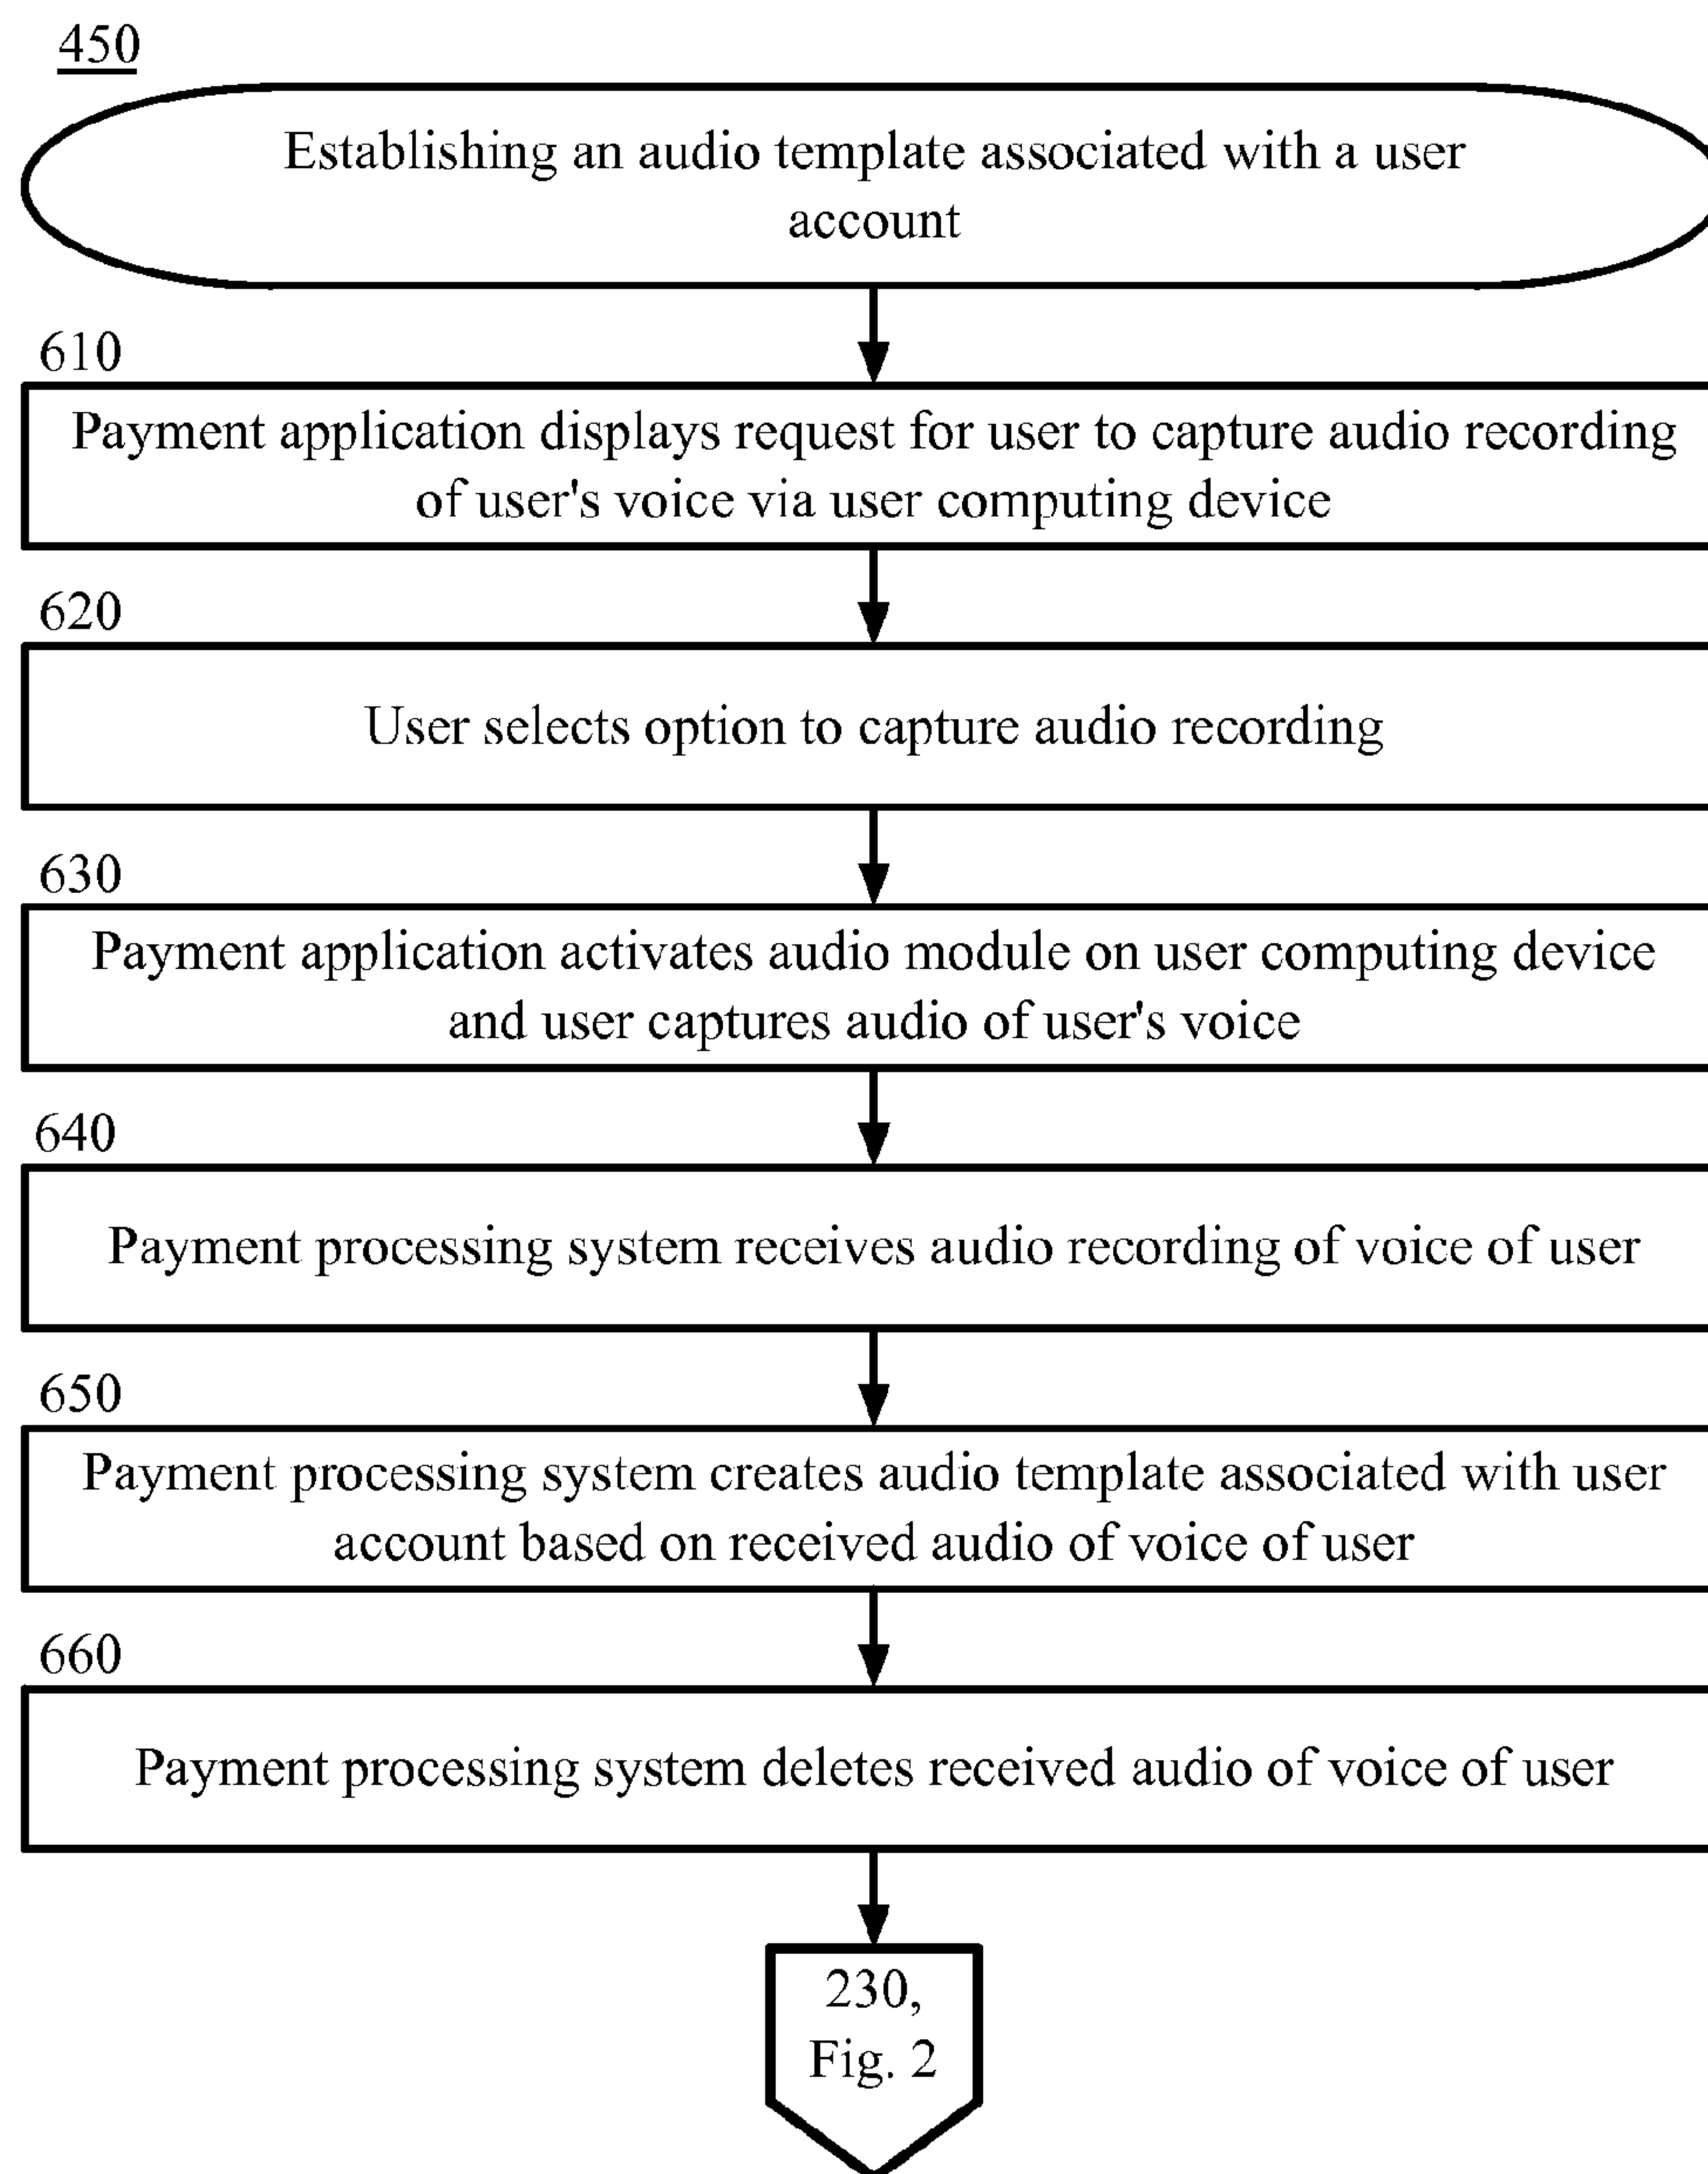 450
Establishing an audio template associated with a user
account
610
Payment application displays request for user to capture audio recording
of user's voice via user computing device
620
User selects option to capture audio recording
630
Payment application activates audio module on user computing device
and user captures audio of user's voice
640
Payment processing system receives audio recording of voice of user
650
Payment processing system creates audio template associated with user
account based on received audio of voice of user
660
Payment processing system deletes received audio of voice of user
230,
Fig. 2